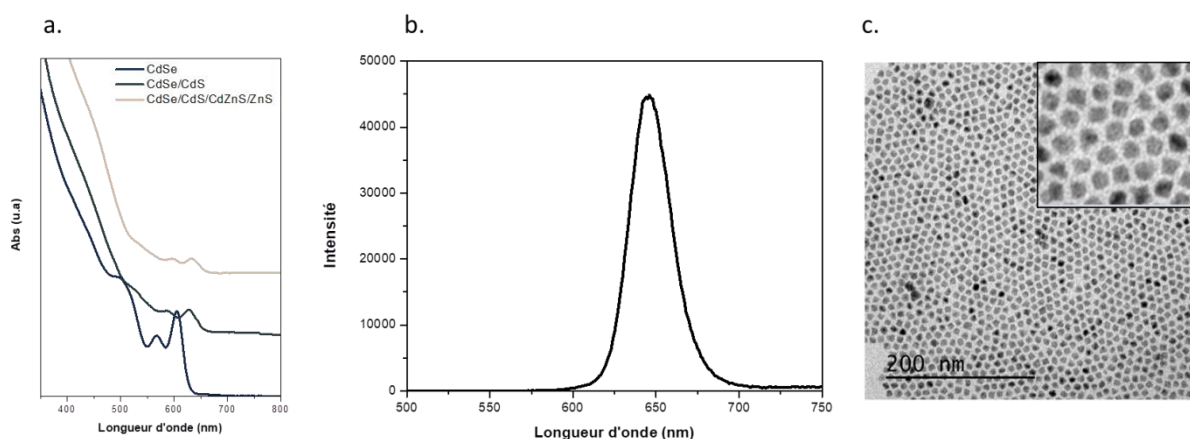 a.
b.
c.
CdSe
CdSe/CdS
CdSe/CdS/CdZnS/ZnS
Abs (u.a)
400 500 600 700 800
Longueur d'onde (nm)
50000
40000
30000
20000
10000
0
Intensité
500 550 600 650 700 750
Longueur d'onde (nm)
200 nm